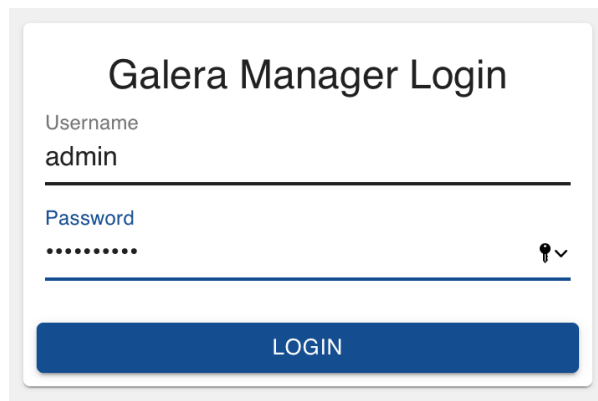 Galera Manager Login
Username
admin
Password
••••••••••
LOGIN